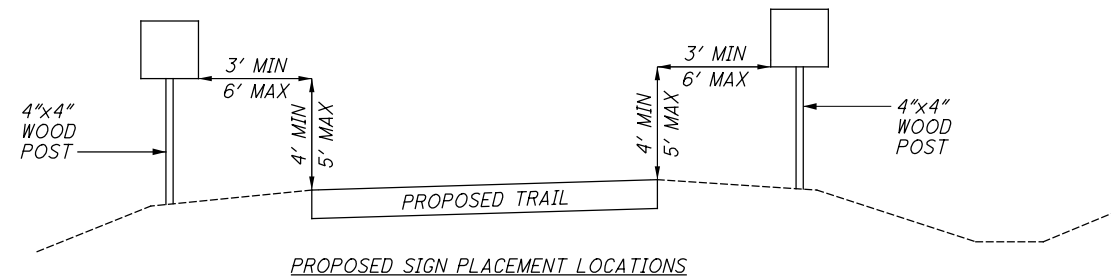 3' MIN
6' MAX
3' MIN
6' MAX
4"x4"
WOOD
POST
4' MIN
5' MAX
4' MIN
5' MAX
4"x4"
WOOD
POST
PROPOSED TRAIL
PROPOSED SIGN PLACEMENT LOCATIONS